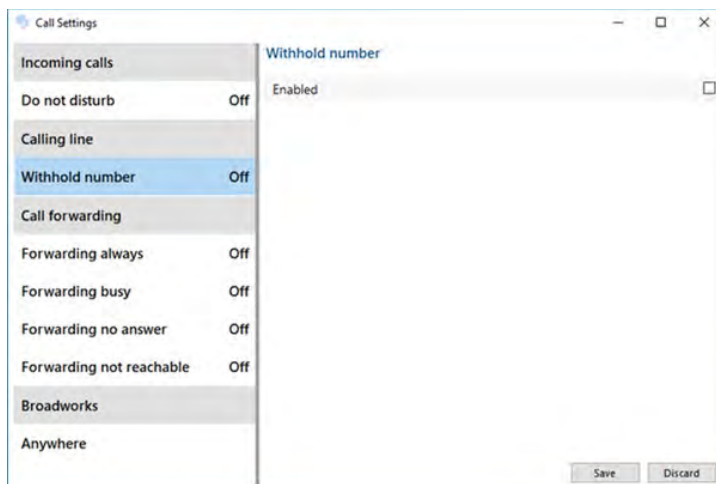 Call Settings
Incoming calls
Do not disturb Off
Calling line
Withhold number Off
Call forwarding
Forwarding always Off
Forwarding busy Off
Forwarding no answer Off
Forwarding not reachable Off
Broadworks
Anywhere
Withhold number
Enabled
Save Discard